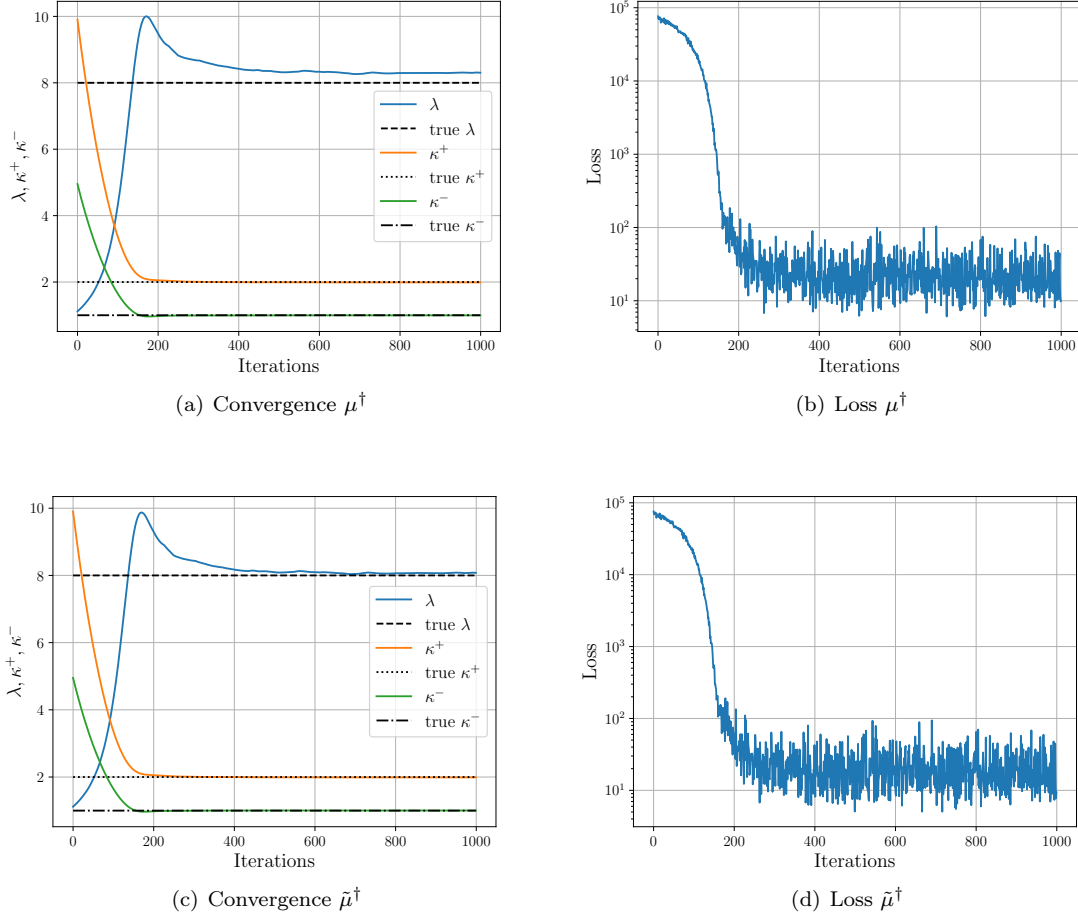 10
8
6
4
2
λ, κ⁺, κ⁻
λ
true λ
κ⁺
true κ⁺
κ⁻
true κ⁻
0 200 400 600 800 1000
Iterations
(a) Convergence μ†
10⁵
10⁴
10³
10²
10¹
Loss
0 200 400 600 800 1000
Iterations
(b) Loss μ†
10
8
6
4
2
λ, κ⁺, κ⁻
λ
true λ
κ⁺
true κ⁺
κ⁻
true κ⁻
0 200 400 600 800 1000
Iterations
(c) Convergence μ̃†
10⁵
10⁴
10³
10²
10¹
Loss
0 200 400 600 800 1000
Iterations
(d) Loss μ̃†